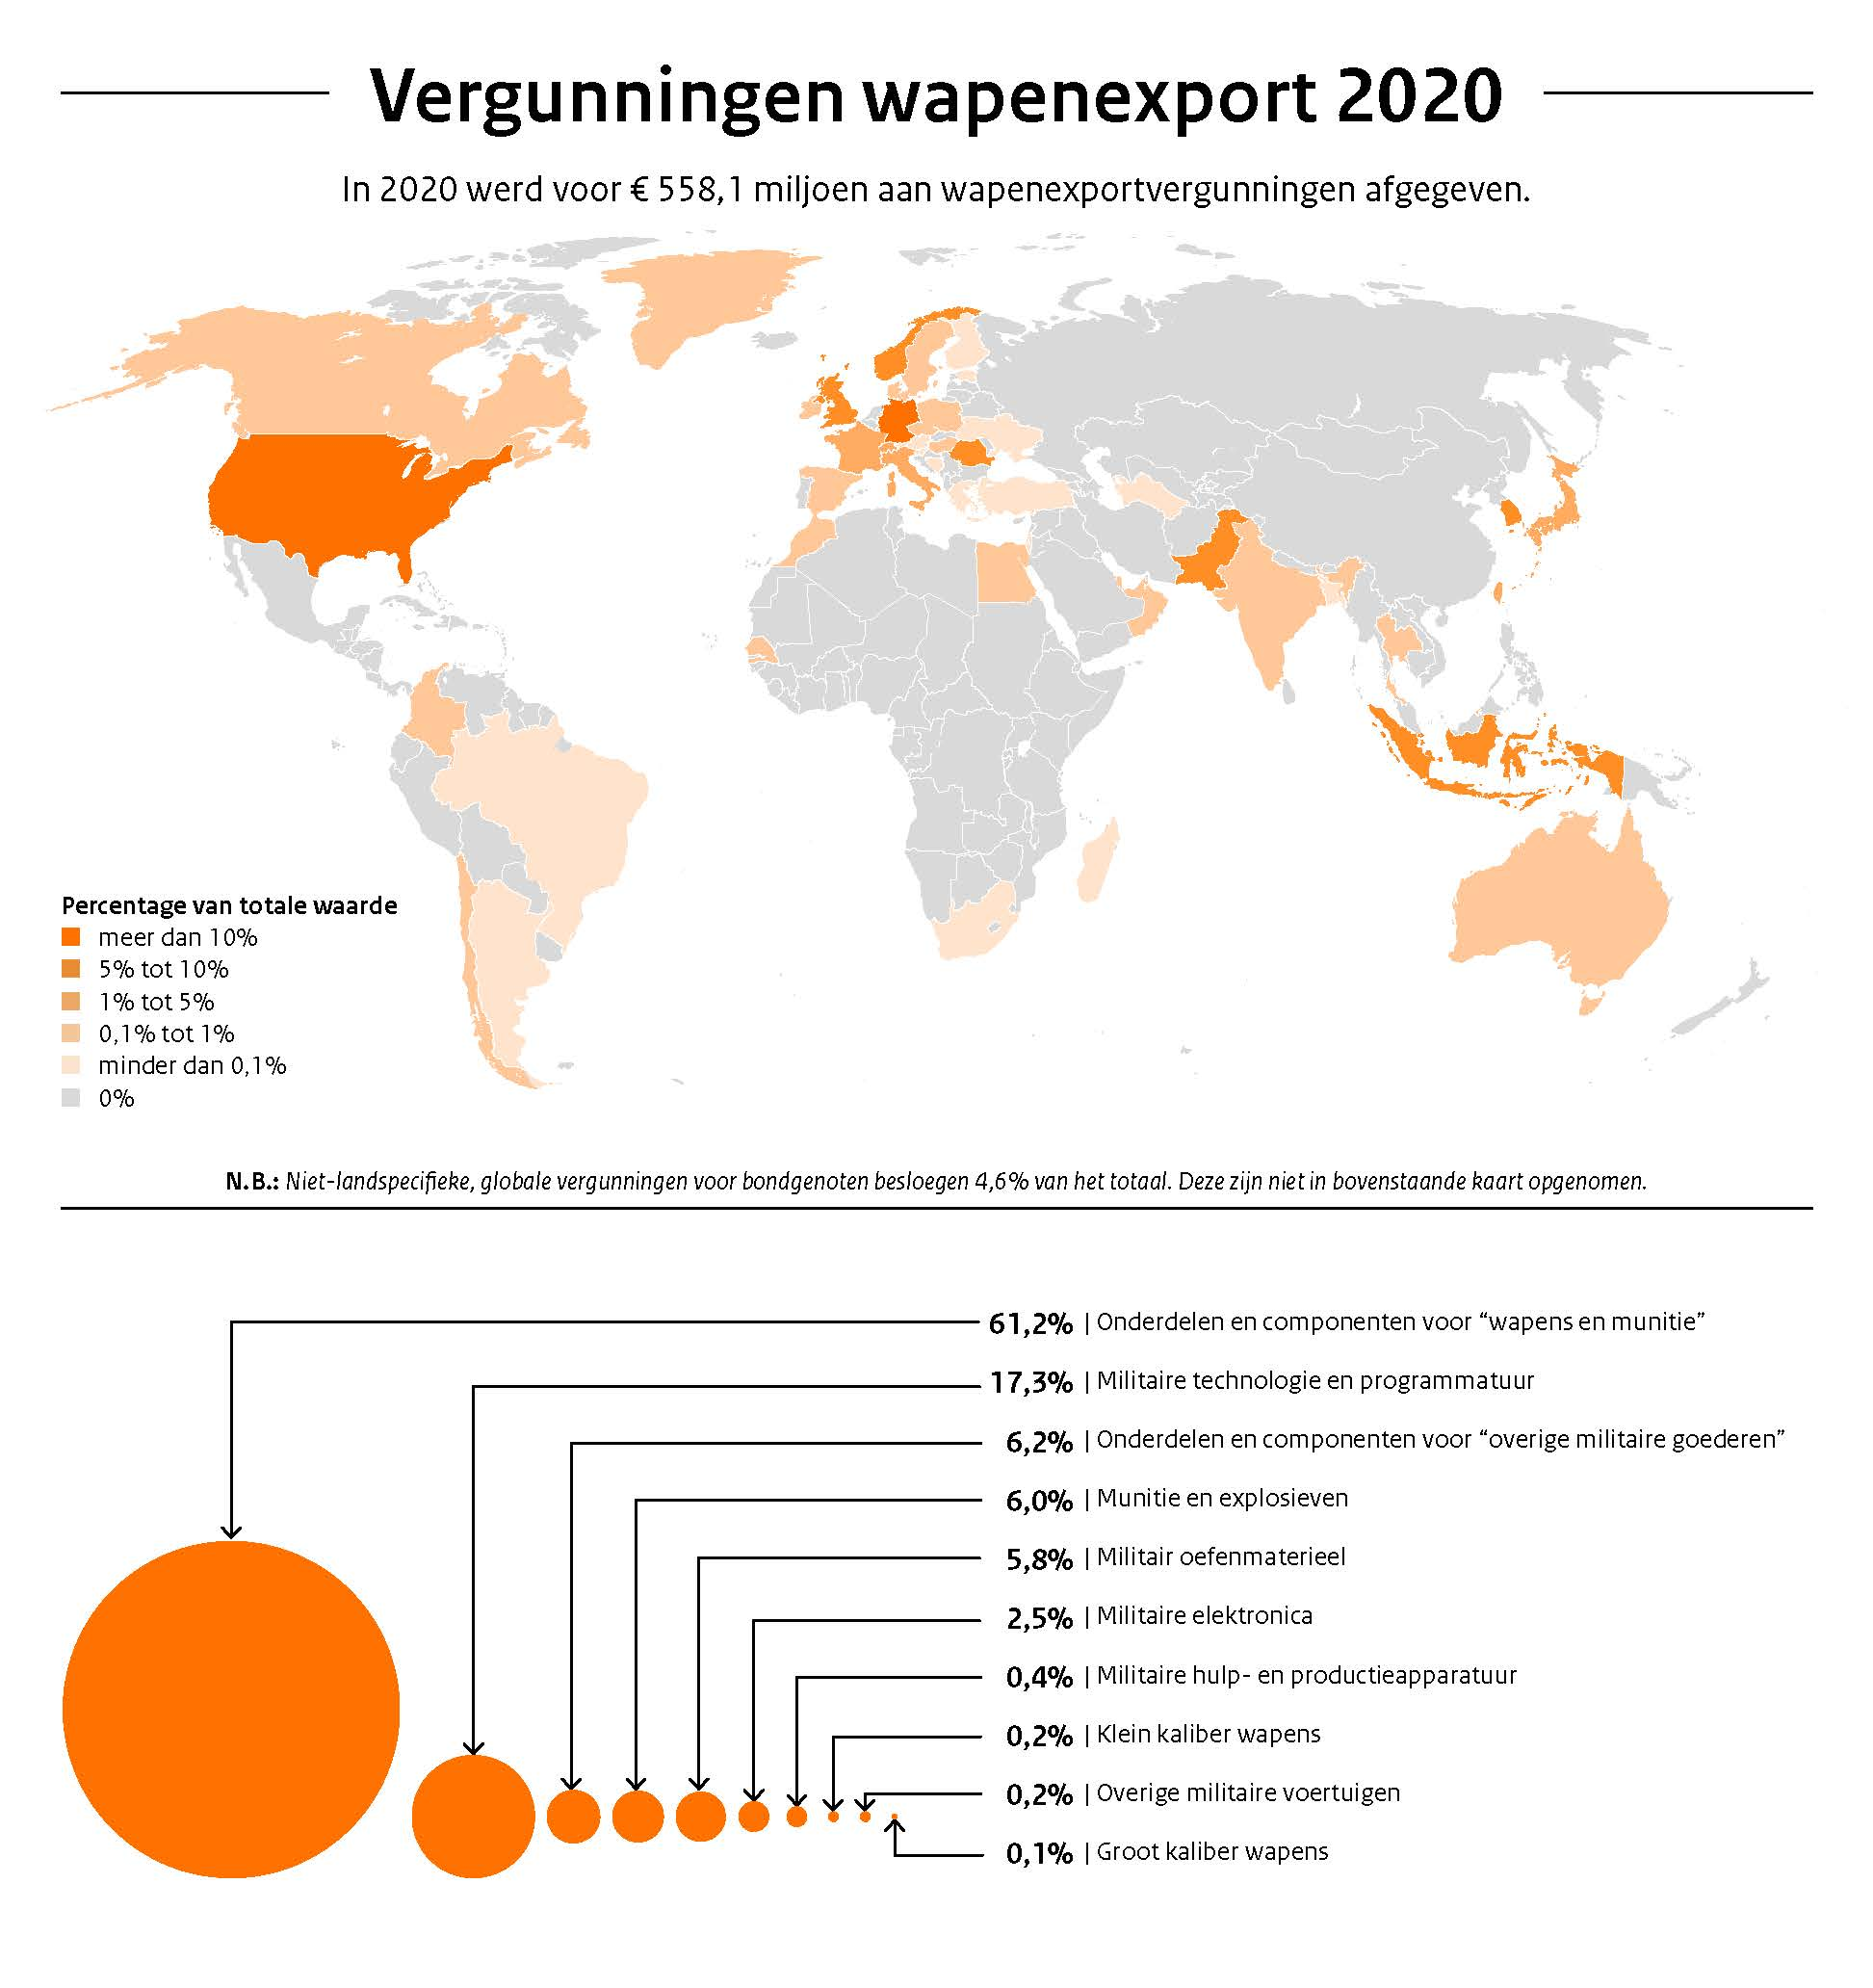 Vergunningen wapenexport 2020
In 2020 werd voor € 558,1 miljoen aan wapenexportvergunningen afgegeven.
Percentage van totale waarde
meer dan 10%
5% tot 10%
1% tot 5%
0,1% tot 1%
minder dan 0,1%
0%
N.B.: Niet-landspecifieke, globale vergunningen voor bondgenoten besloegen 4,6% van het totaal. Deze zijn niet in bovenstaande kaart opgenomen.
61,2% | Onderdelen en componenten voor “wapens en munitie”
17,3% | Militaire technologie en programmatuur
6,2% | Onderdelen en componenten voor “overige militaire goederen”
6,0% | Munitie en explosieven
5,8% | Militair oefenmaterieel
2,5% | Militaire elektronica
0,4% | Militaire hulp- en productieapparatuur
0,2% | Klein kaliber wapens
0,2% | Overige militaire voertuigen
0,1% | Groot kaliber wapens